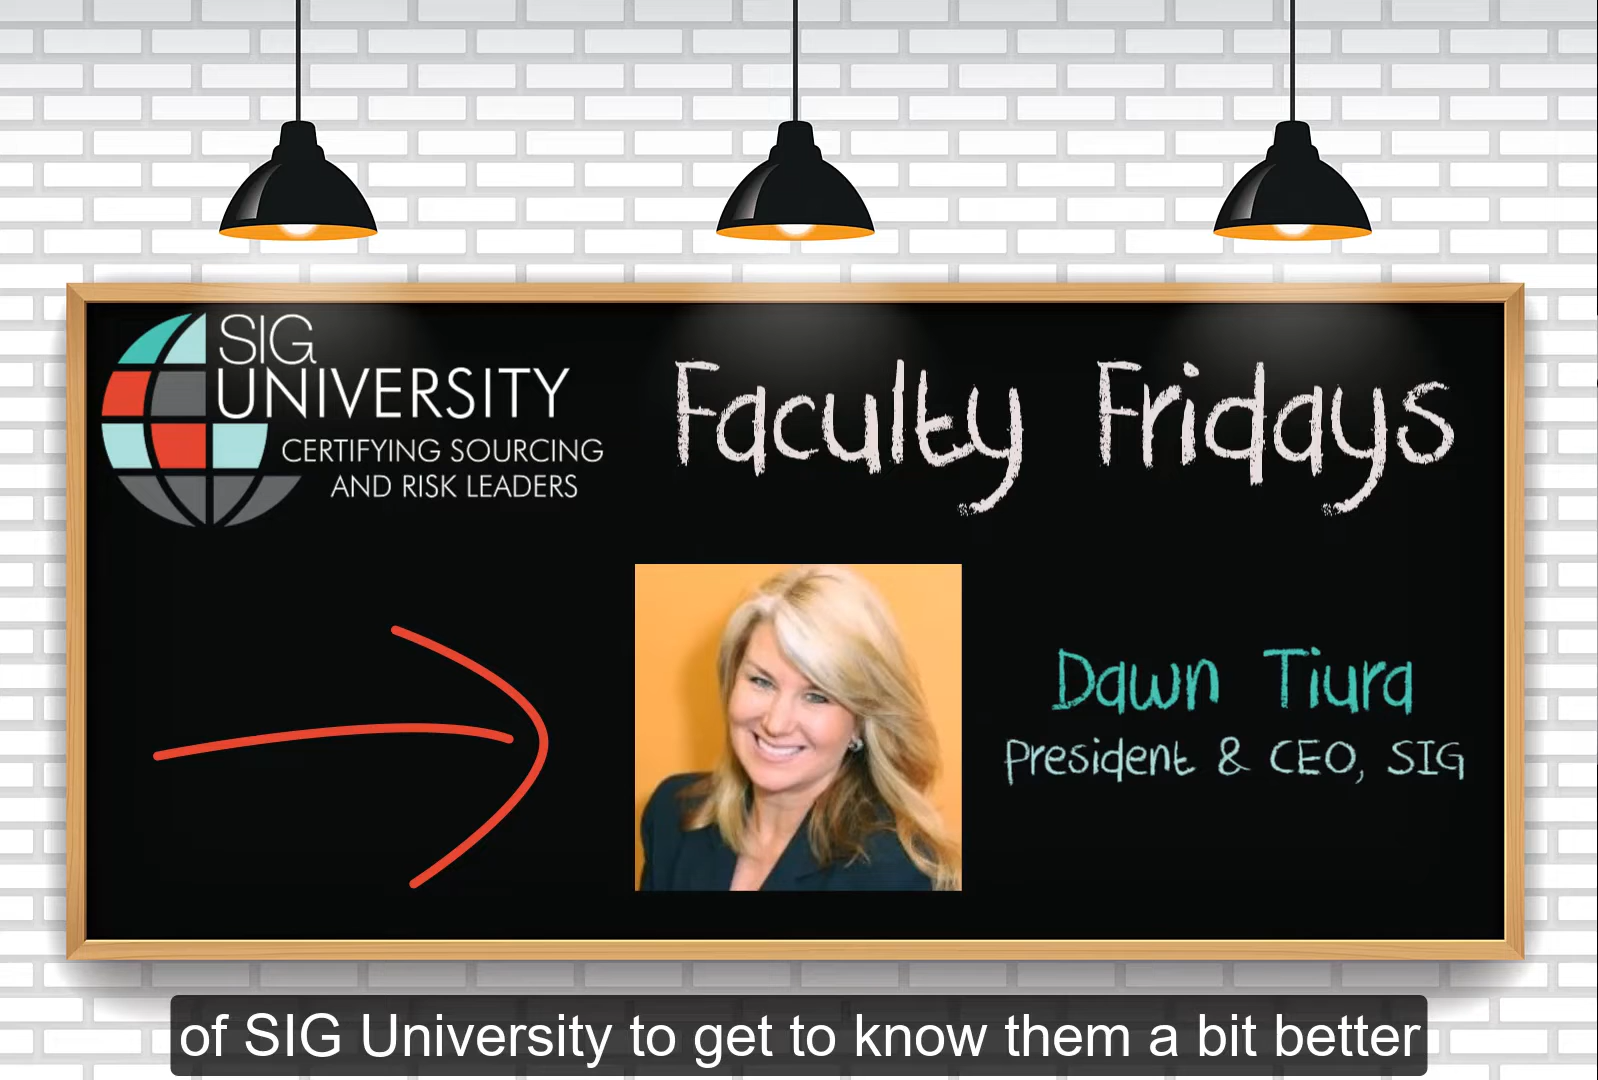 SIG
UNIVERSITY
CERTIFYING SOURCING
AND RISK LEADERS
Faculty Fridays
Dawn Tiura
President & CEO, SIG
of SIG University to get to know them a bit better